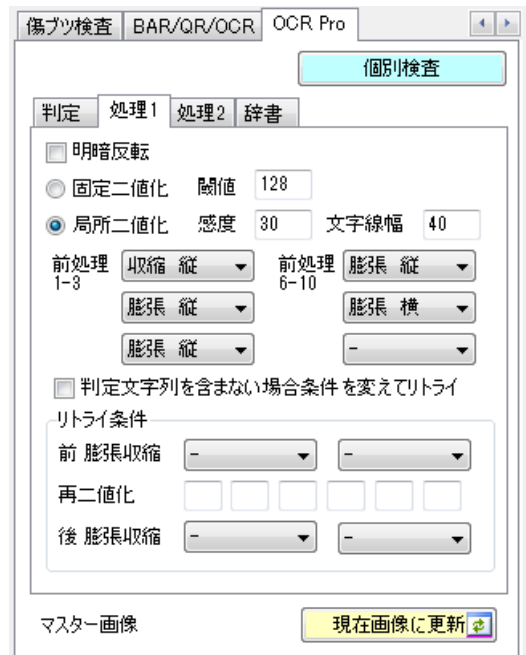 傷ブツ検査 BAR/QR/OCR OCR Pro
個別検査
判定 処理1 処理2 辞書
明暗反転
固定二値化 閾値 128
局所二値化 感度 30 文字線幅 40
前処理 1-3 収縮 縦 前処理 6-10 膨張 縦
膨張 縦 膨張 横
膨張 縦 -
判定文字列を含まない場合条件を変えてリトライ
リトライ条件
前 膨張収縮 - -
再二値化
後 膨張収縮 - -
マスター画像 現在画像に更新